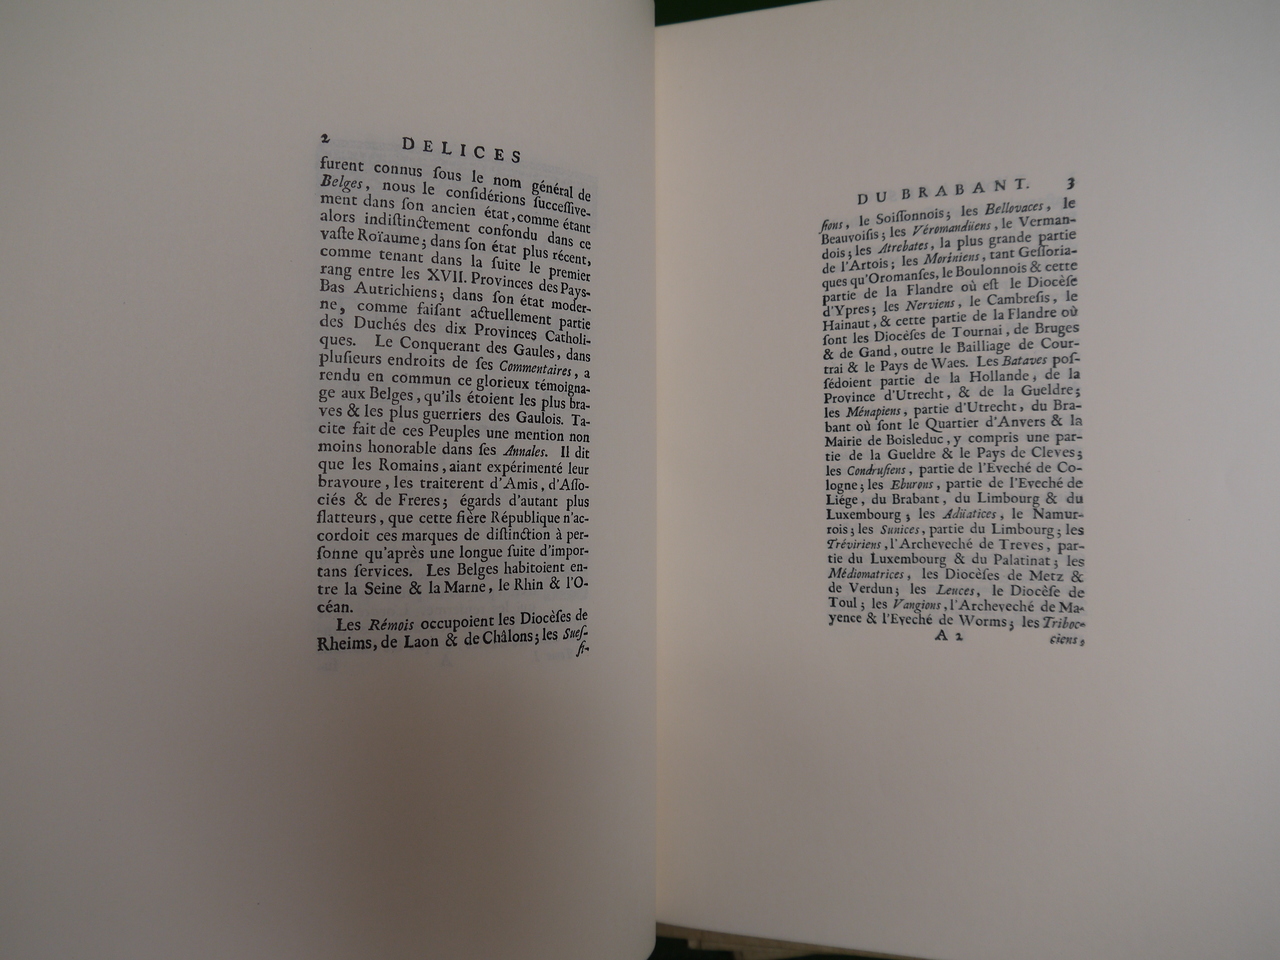 2 DELICES
furent connus ſous le nom général de
Belges, nous le conſidérions ſucceſſive-
ment dans ſon ancien état, comme étant
alors indiſtinctement confondu dans ce
vaſte Roïaume; dans ſon état plus récent,
comme tenant dans la ſuite le premier
rang entre les XVII. Provinces des Pays-
Bas Autrichiens; dans ſon état moder-
ne, comme faiſant actuellement partie
des Duchés des dix Provinces Catholi-
ques. Le Conquerant des Gaules, dans
pluſieurs endroits de ſes Commentaires, a
rendu en commun ce glorieux témoigna-
ge aux Belges, qu'ils étoient les plus bra-
ves & les plus guerriers des Gaulois. Ta-
cite fait de ces Peuples une mention non
moins honorable dans ſes Annales. Il dit
que les Romains, aiant expérimenté leur
bravoure, les traiterent d'Amis, d'Aſſo-
ciés & de Freres; égards d'autant plus
flatteurs, que cette fière République n'ac-
cordoit ces marques de diſtinction à per-
ſonne qu'après une longue ſuite d'impor-
tans ſervices. Les Belges habitoient en-
tre la Seine & la Marne, le Rhin & l'O-
céan.
Les Rémois occupoient les Diocèſes de
Rheims, de Laon & de Châlons; les Sueſ-
ſi-
DU BRABANT. 3
ſions, le Soiſſonnois; les Bellovaces, le
Beauvoiſis; les Véromandüens, le Verman-
dois; les Atrebates, la plus grande partie
de l'Artois; les Moriniens, tant Geſſoria-
ques qu'Oromanſes, le Boulonnois & cette
partie de la Flandre où eſt le Diocèſe
d'Ypres; les Nerviens, le Cambreſis, le
Hainaut, & cette partie de la Flandre où
ſont les Diocèſes de Tournai, de Bruges
& de Gand, outre le Bailliage de Cour-
trai & le Pays de Waes. Les Bataves poſ-
ſédoient partie de la Hollande, de la
Province d'Utrecht, & de la Gueldre;
les Ménapiens, partie d'Utrecht, du Bra-
bant où ſont le Quartier d'Anvers & la
Mairie de Boisleduc, y compris une par-
tie de la Gueldre & le Pays de Cleves;
les Condruſiens, partie de l'Eveché de Co-
logne; les Eburons, partie de l'Eveché de
Liége, du Brabant, du Limbourg & du
Luxembourg; les Adüatices, le Namur-
rois; les Sunices, partie du Limbourg; les
Tréviriens, l'Archeveché de Treves, par-
tie du Luxembourg & du Palatinat; les
Médiomatrices, les Diocèſes de Metz &
de Verdun; les Leuces, le Diocèſe de
Toul; les Vangions, l'Archeveché de Ma-
yence & l'Eveché de Worms; les Triboc-
A 2 ciens,